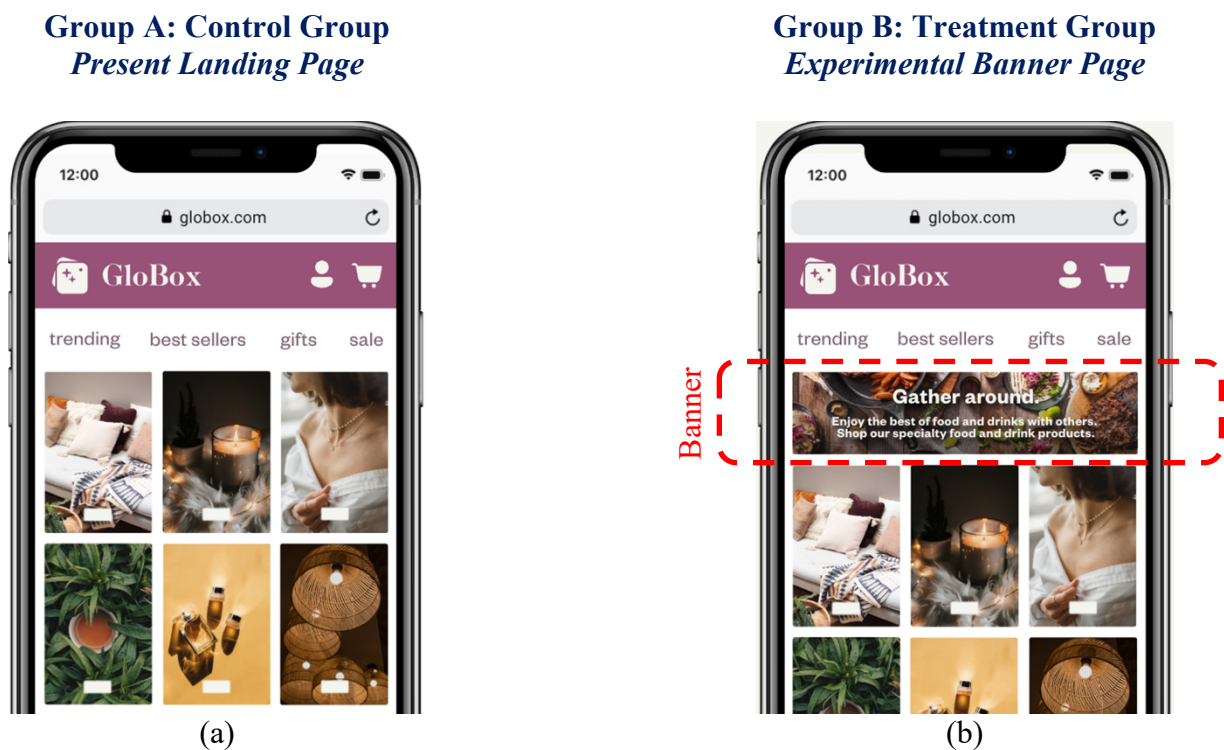 Group A: Control Group
Present Landing Page
12:00
globox.com
GloBox
trending best sellers gifts sale
(a)
Group B: Treatment Group
Experimental Banner Page
12:00
globox.com
GloBox
trending best sellers gifts sale
Banner
Gather around.
Enjoy the best of food and drinks with others.
Shop our specialty food and drink products.
(b)